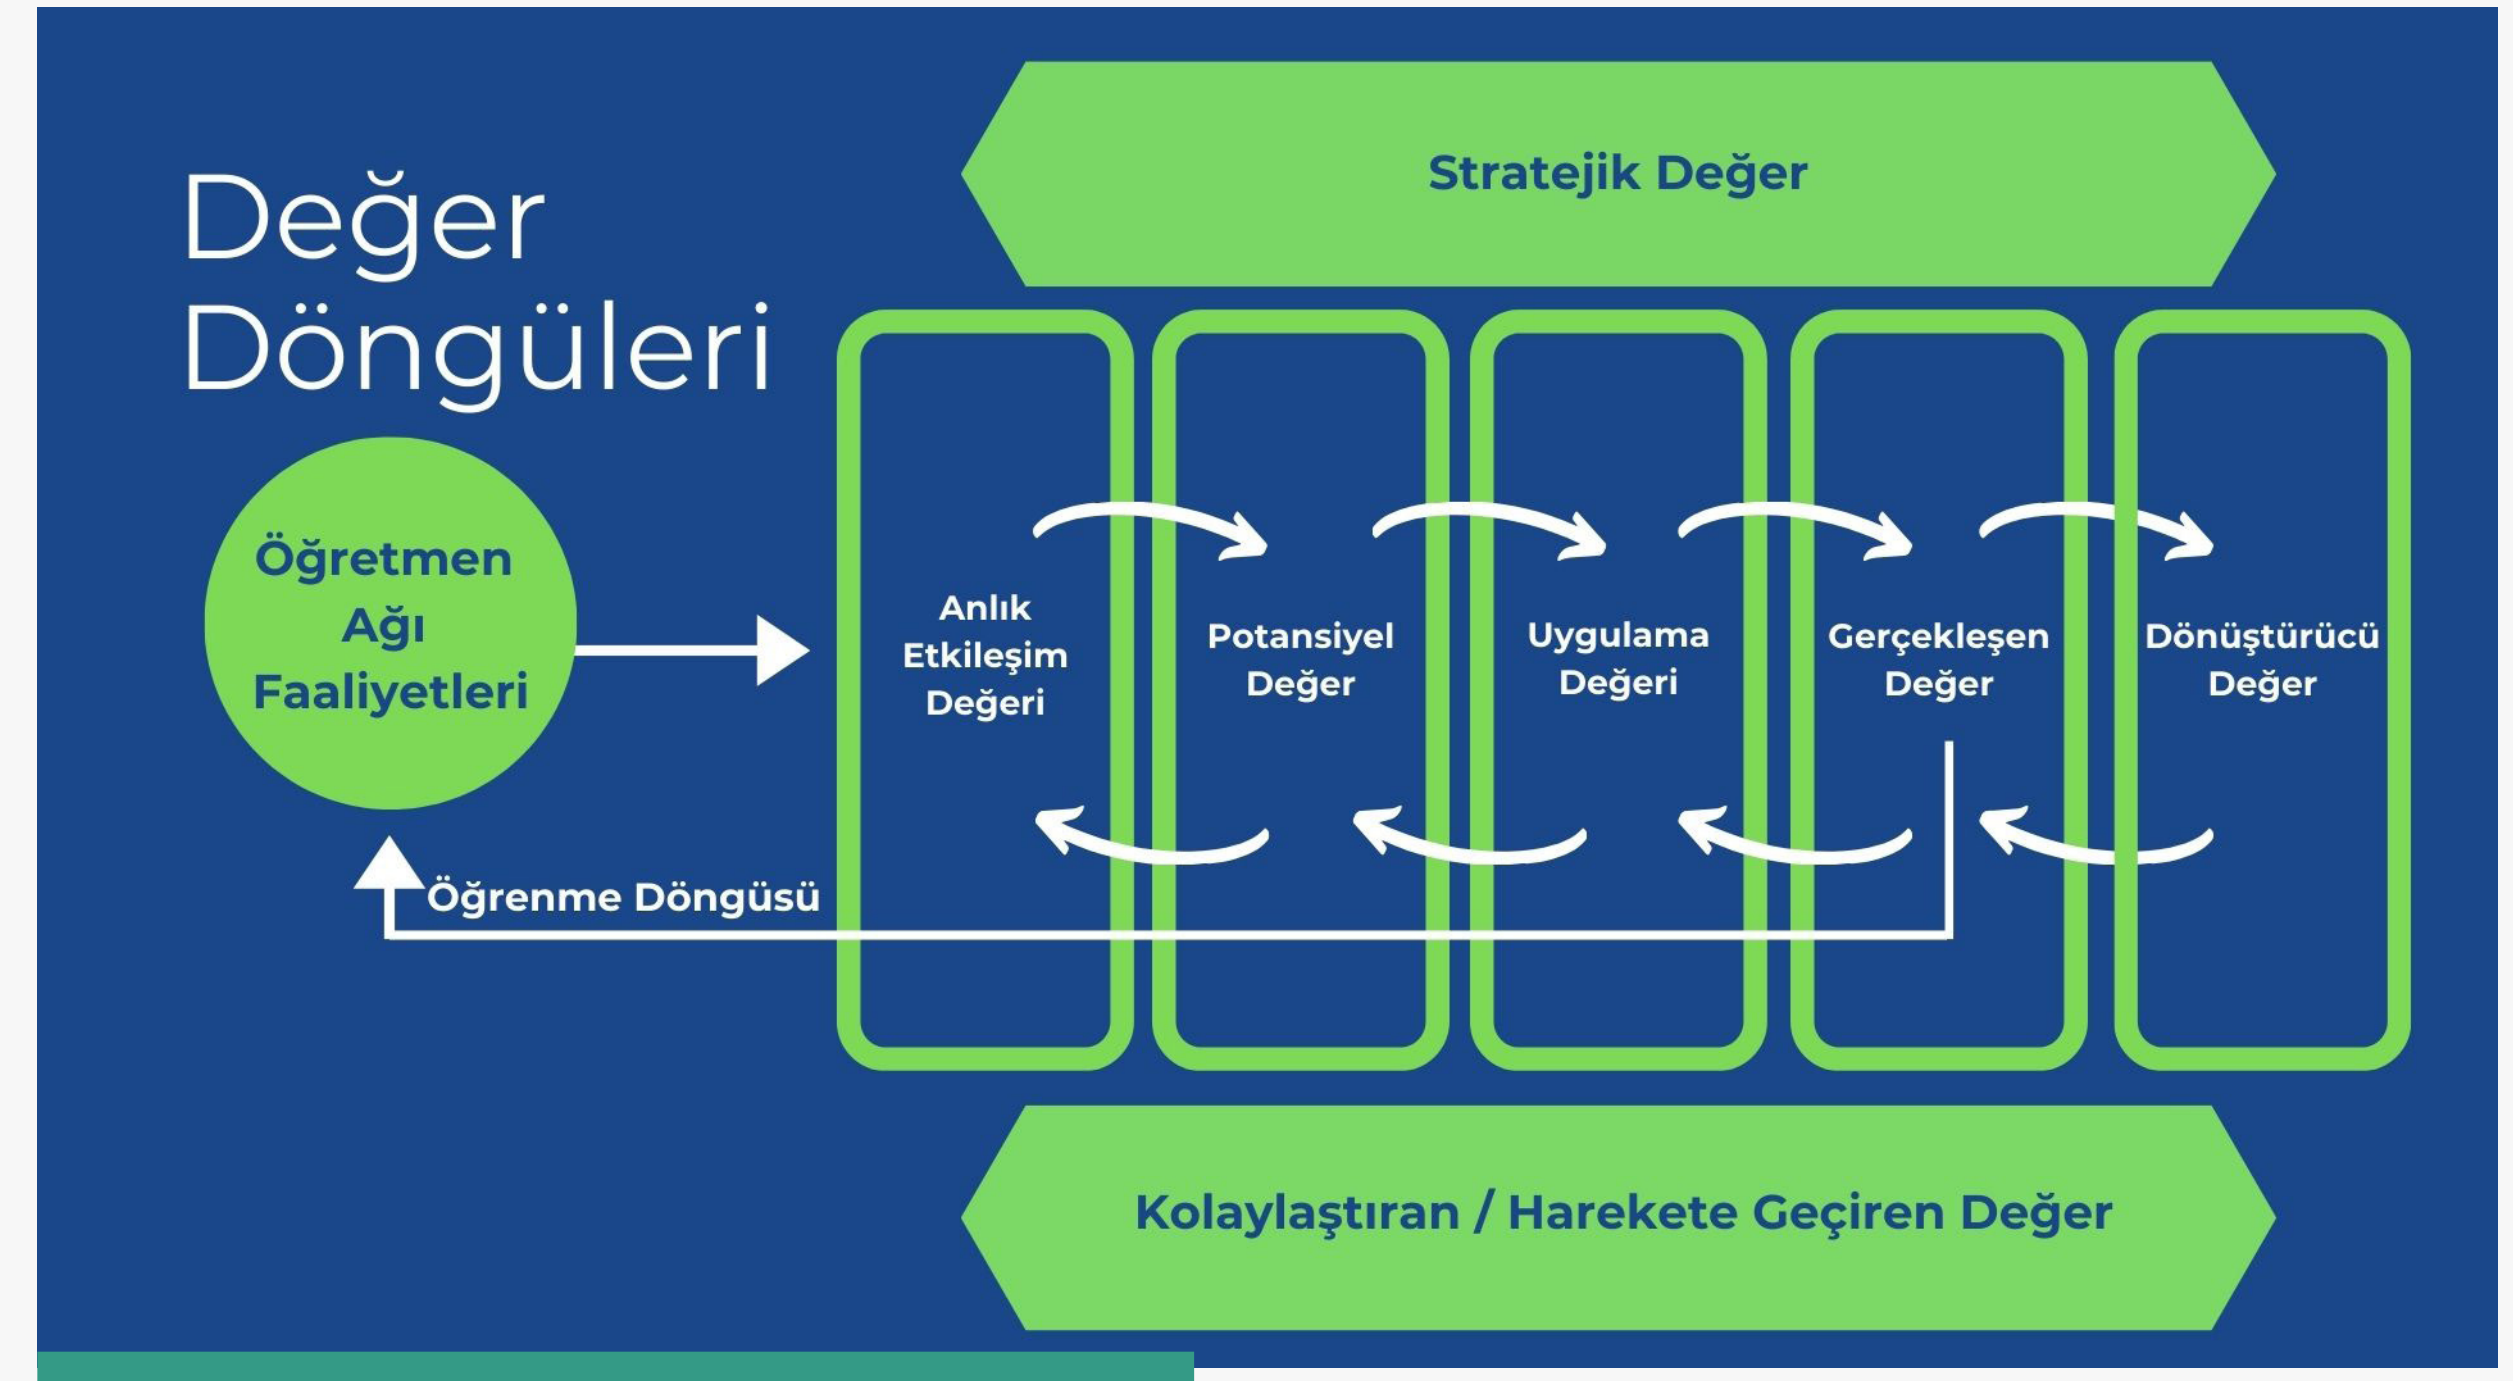 Değer
Döngüleri
Stratejik Değer
Öğretmen
Ağı
Faaliyetleri
Anlık
Etkileşim
Değeri
Potansiyel
Değer
Uygulama
Değeri
Gerçekleşen
Değer
Dönüştürücü
Değer
Öğrenme Döngüsü
Kolaylaştıran / Harekete Geçiren Değer